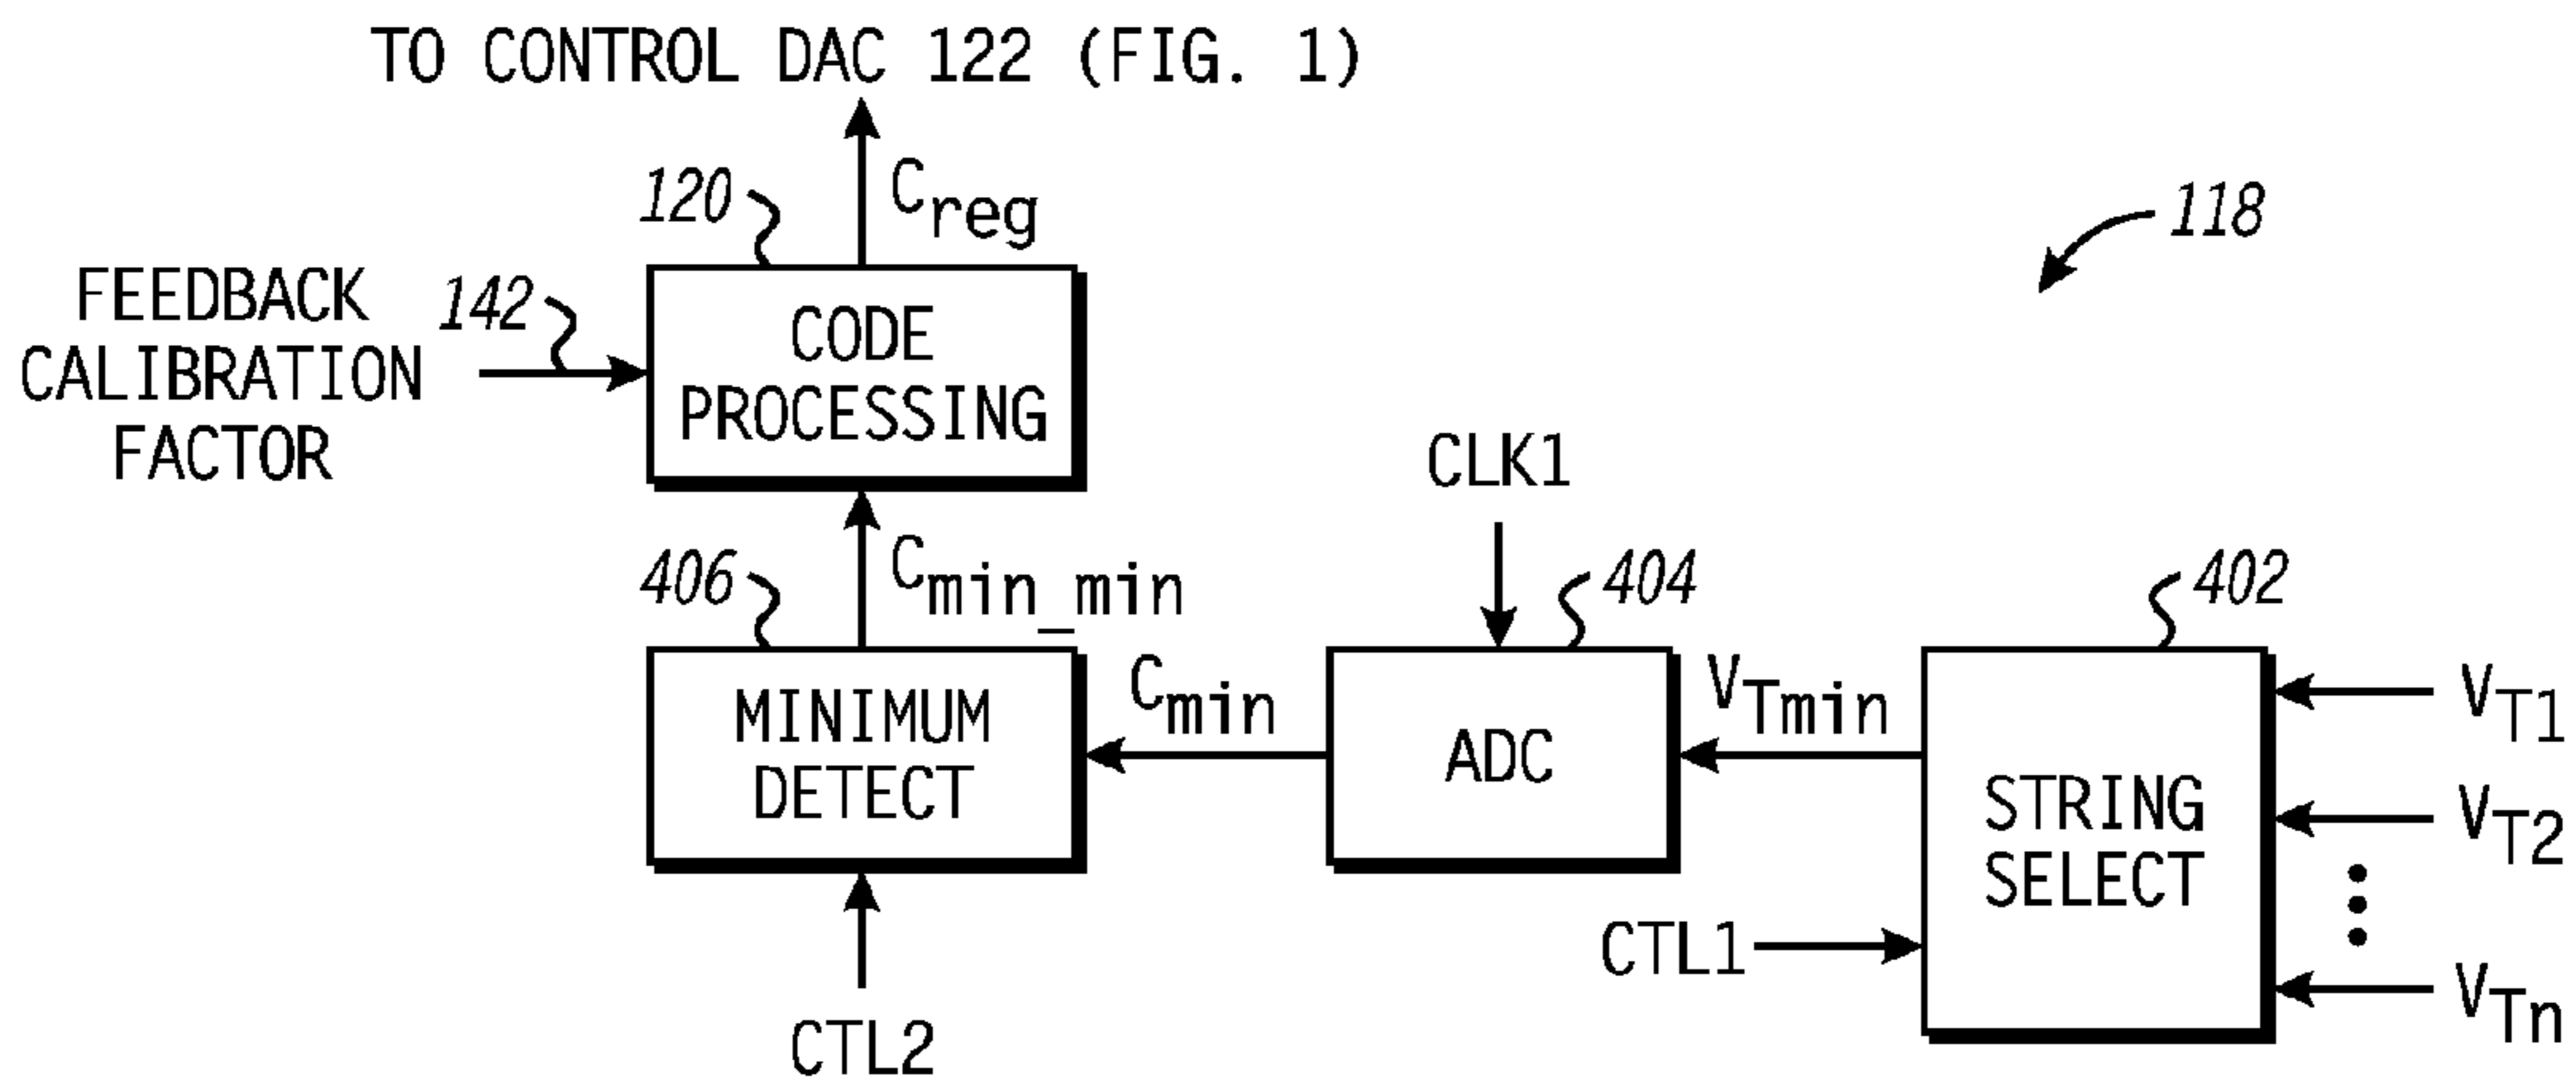 TO CONTROL DAC 122 (FIG. 1)
120
Creg
118
FEEDBACK
CALIBRATION
FACTOR
142
CODE
PROCESSING
CLK1
406
Cmin_min
404
402
MINIMUM
DETECT
Cmin
ADC
VTmin
STRING
SELECT
VT1
VT2
VTn
CTL1
CTL2